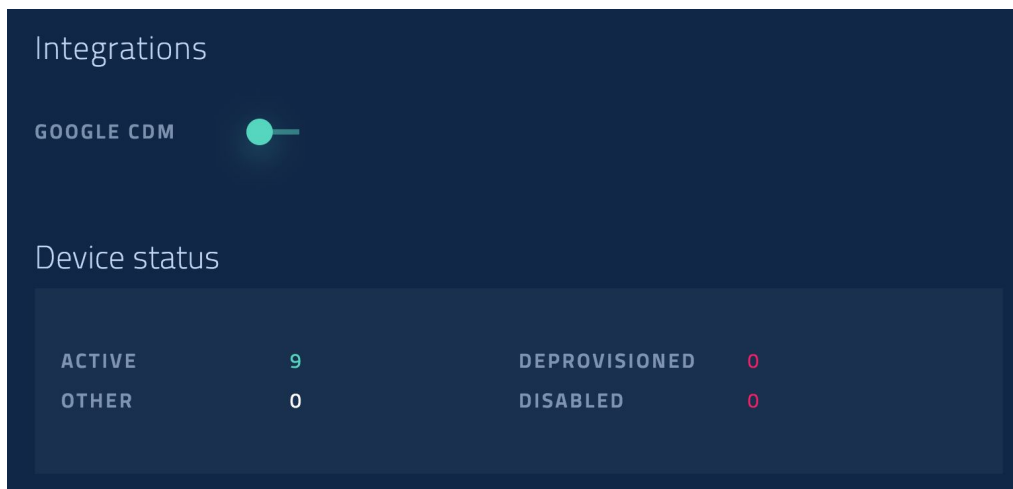 Integrations
GOOGLE CDM
Device status
ACTIVE 9 DEPROVISIONED 0
OTHER 0 DISABLED 0